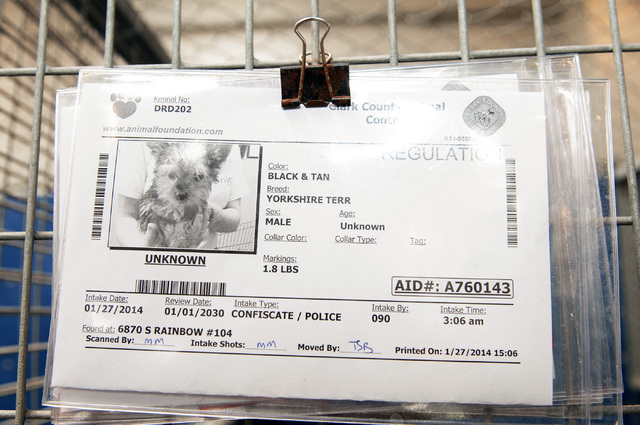 Kennel No:
DRD202
Clark County
www.animalfoundation.com
REGULATIO
Color:
BLACK & TAN
Breed:
YORKSHIRE TERR
Sex: Age:
MALE Unknown
Collar Color: Collar Type: Tag:
UNKNOWN
Markings:
1.8 LBS
AID#: A760143
Intake Date: Review Date: Intake Type: Intake By: Intake Time:
01/27/2014 01/01/2030 CONFISCATE / POLICE 090 3:06 am
Found at: 6870 S RAINBOW #104
Scanned By: MM Intake Shots: MM Moved By: TSB Printed On: 1/27/2014 15:06